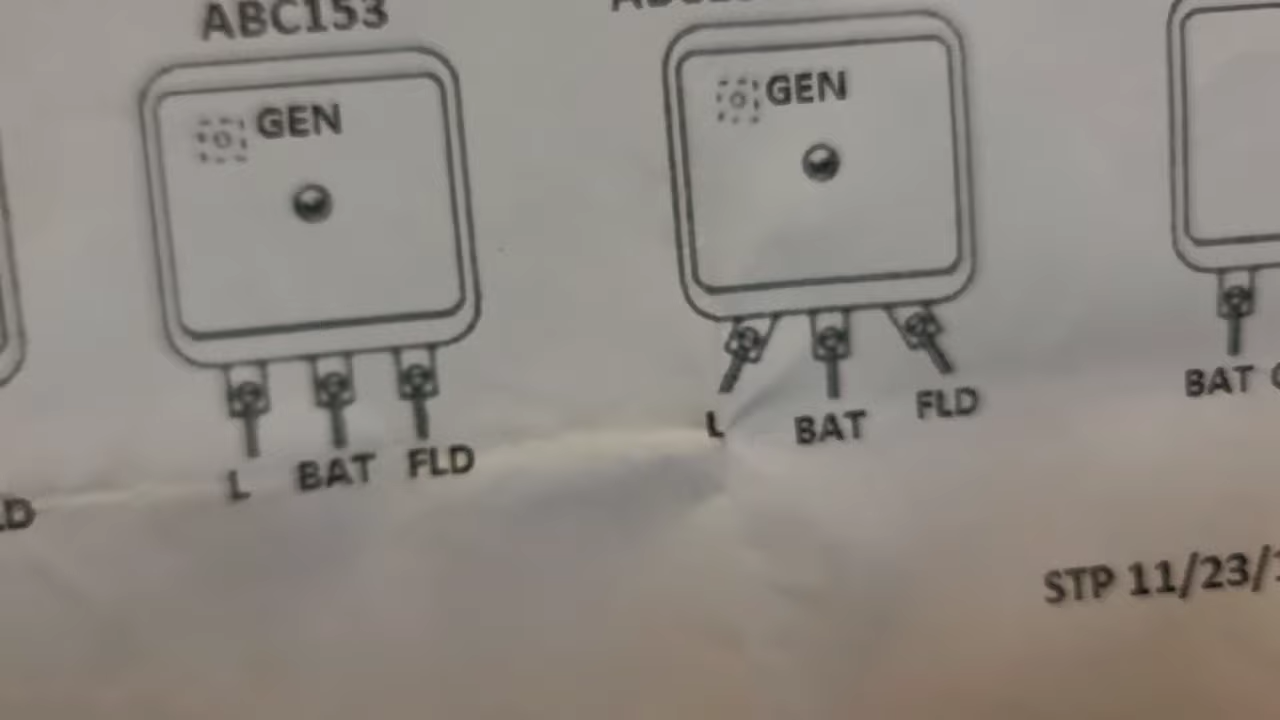 ABC153
GEN
GEN
L BAT FLD
L BAT FLD
BAT
STP 11/23/